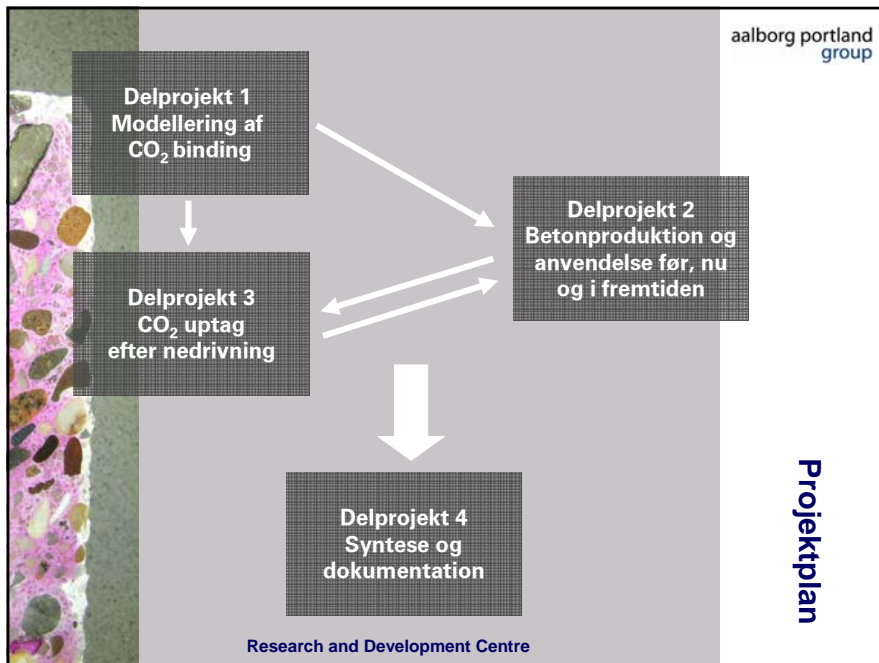 aalborg portland
group
Delprojekt 1
Modellering af
CO₂ binding
Delprojekt 2
Betonproduktion og
anvendelse før, nu
og i fremtiden
Delprojekt 3
CO₂ uptag
efter nedrivning
Delprojekt 4
Syntese og
dokumentation
Projektplan
Research and Development Centre